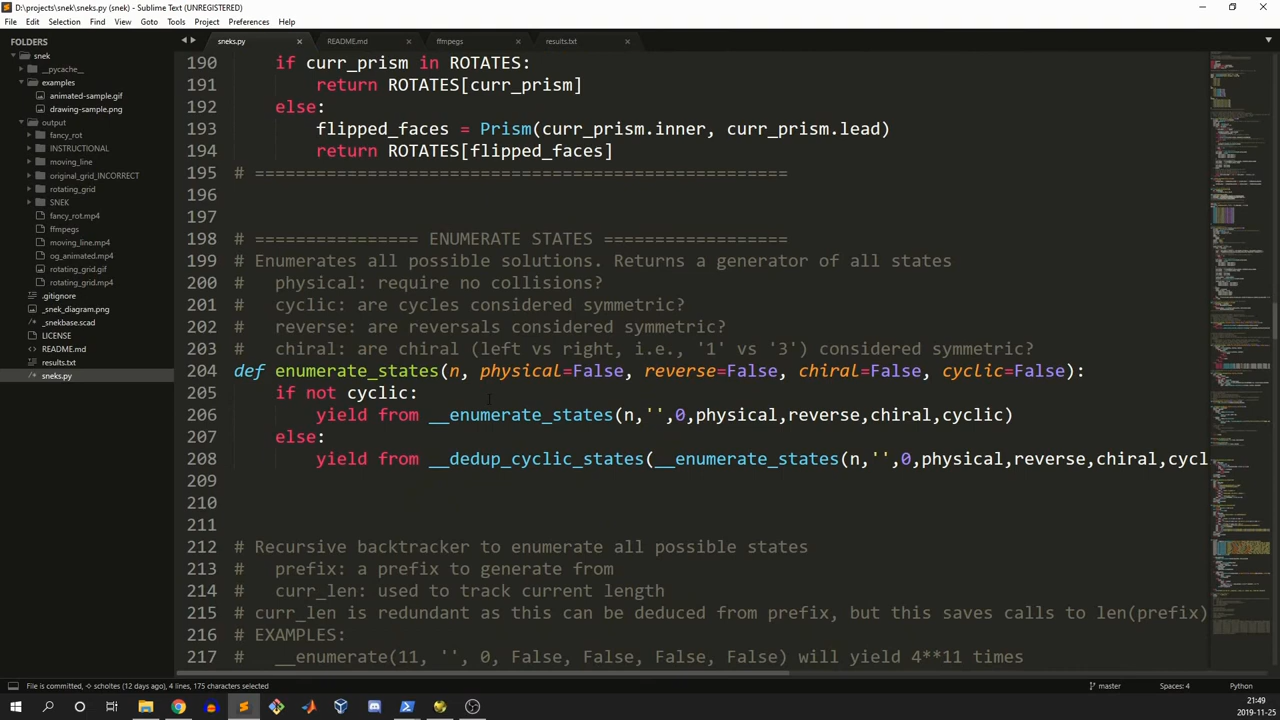 D:\projects\snek\sneks.py (snek) - Sublime Text (UNREGISTERED)
File Edit Selection Find View Goto Tools Project Preferences Help
FOLDERS
snek
__pycache__
examples
animated-sample.gif
drawing-sample.png
output
fancy_rot
INSTRUCTIONAL
moving_line
original_grid_INCORRECT
rotating_grid
SNEK
fancy_rot.mp4
ffmpegs
moving_line.mp4
og_animated.mp4
rotating_grid.gif
rotating_grid.mp4
.gitignore
_snek_diagram.png
_snekbase.scad
LICENSE
README.md
results.txt
sneks.py
sneks.py README.md ffmpegs results.txt
190 if curr_prism in ROTATES:
191 return ROTATES[curr_prism]
192 else:
193 flipped_faces = Prism(curr_prism.inner, curr_prism.lead)
194 return ROTATES[flipped_faces]
195 # ====================================================
196
197
198 # ================ ENUMERATE STATES ==================
199 # Enumerates all possible solutions. Returns a generator of all states
200 # physical: require no collisions?
201 # cyclic: are cycles considered symmetric?
202 # reverse: are reversals considered symmetric?
203 # chiral: are chiral (left vs right, i.e., '1' vs '3') considered symmetric?
204 def enumerate_states(n, physical=False, reverse=False, chiral=False, cyclic=False):
205 if not cyclic:
206 yield from __enumerate_states(n,'',0,physical,reverse,chiral,cyclic)
207 else:
208 yield from __dedup_cyclic_states(__enumerate_states(n,'',0,physical,reverse,chiral,cycl
209
210
211
212 # Recursive backtracker to enumerate all possible states
213 # prefix: a prefix to generate from
214 # curr_len: used to track current length
215 # curr_len is redundant as this can be deduced from prefix, but this saves calls to len(prefix)
216 # EXAMPLES:
217 # __enumerate(11, '', 0, False, False, False, False) will yield 4**11 times
File is committed, scholtes (12 days ago), 4 lines, 175 characters selected
master Spaces: 4 Python
21:49
2019-11-25